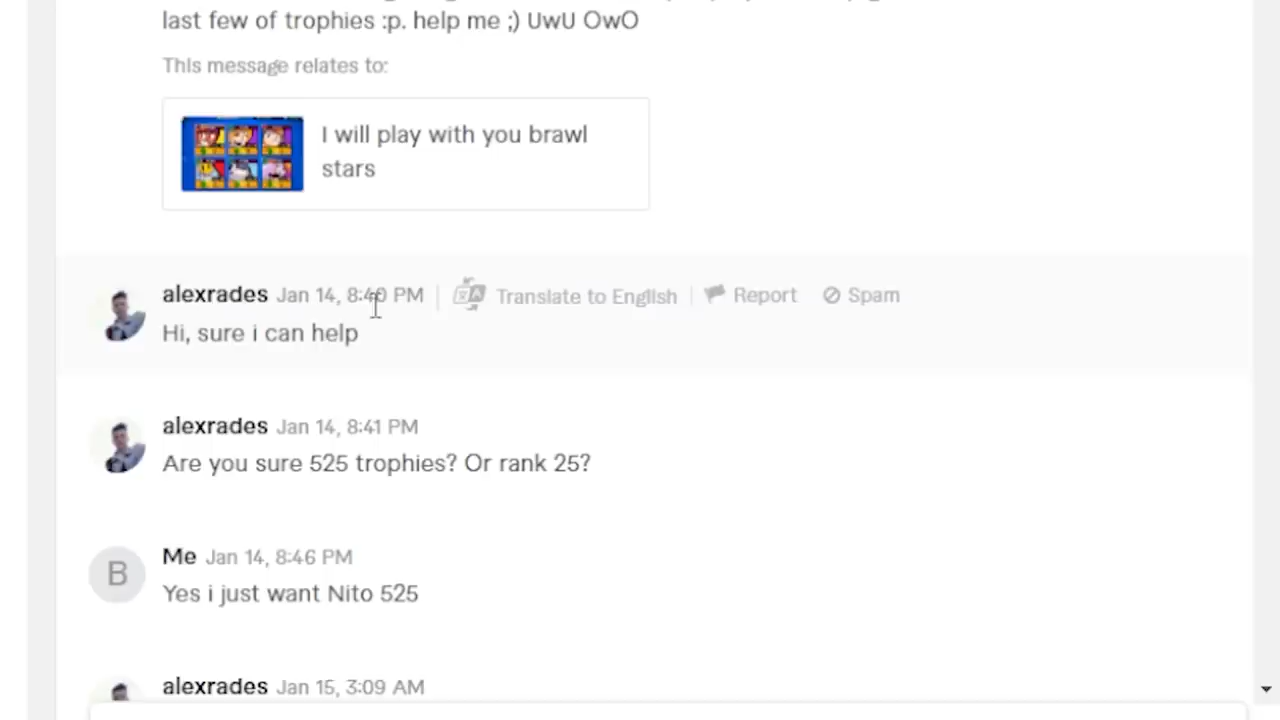 last few of trophies :p. help me ;) UwU OwO
This message relates to:
I will play with you brawl
stars
alexrades Jan 14, 8:40 PM | Translate to English | Report Spam
Hi, sure i can help
alexrades Jan 14, 8:41 PM
Are you sure 525 trophies? Or rank 25?
B Me Jan 14, 8:46 PM
Yes i just want Nito 525
alexrades Jan 15, 3:09 AM